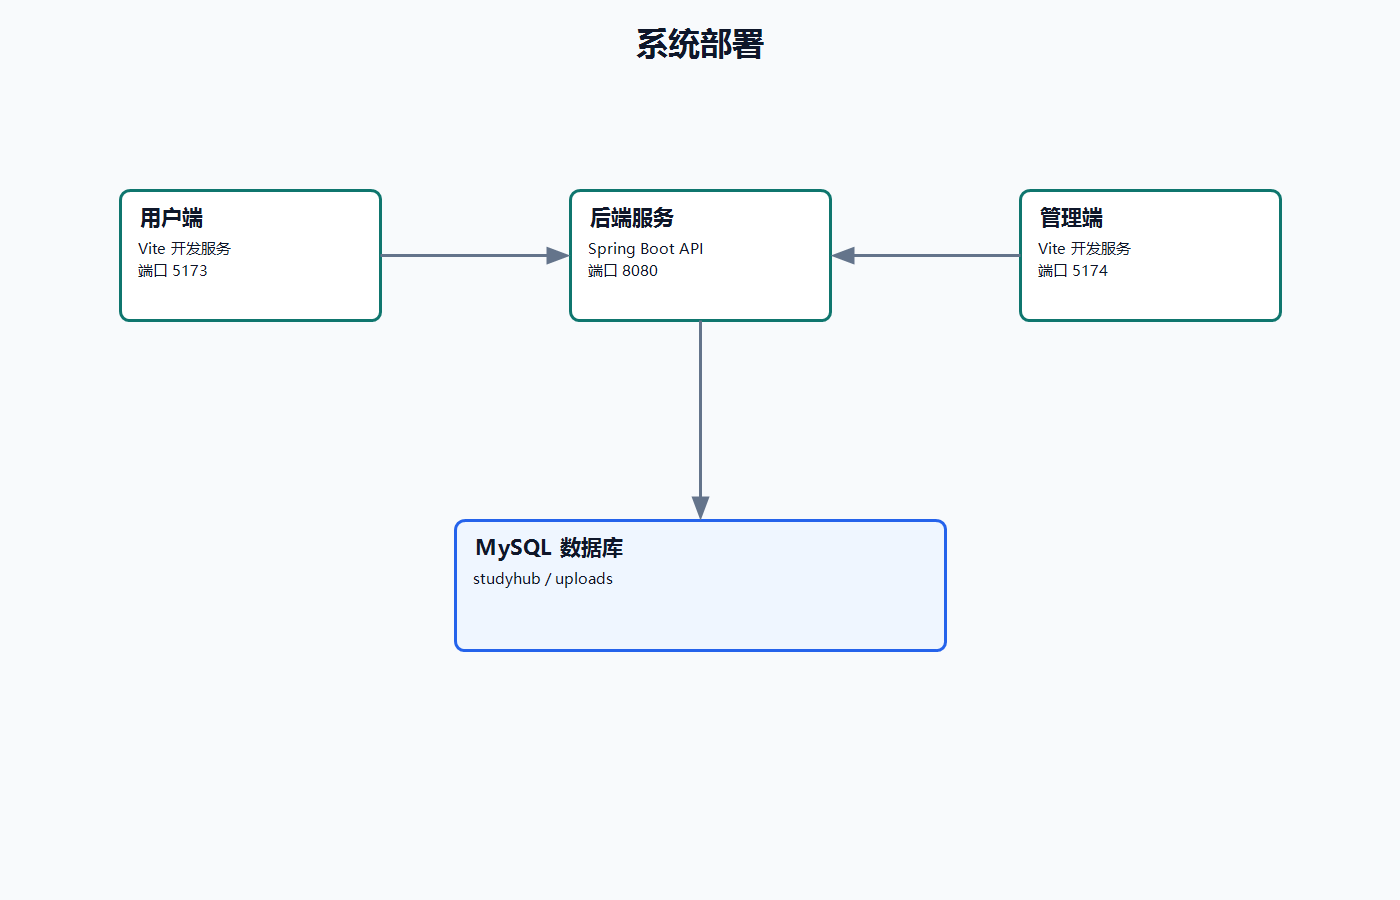 系统部署
用户端
Vite 开发服务
端口 5173
后端服务
Spring Boot API
端口 8080
管理端
Vite 开发服务
端口 5174
MySQL 数据库
studyhub / uploads